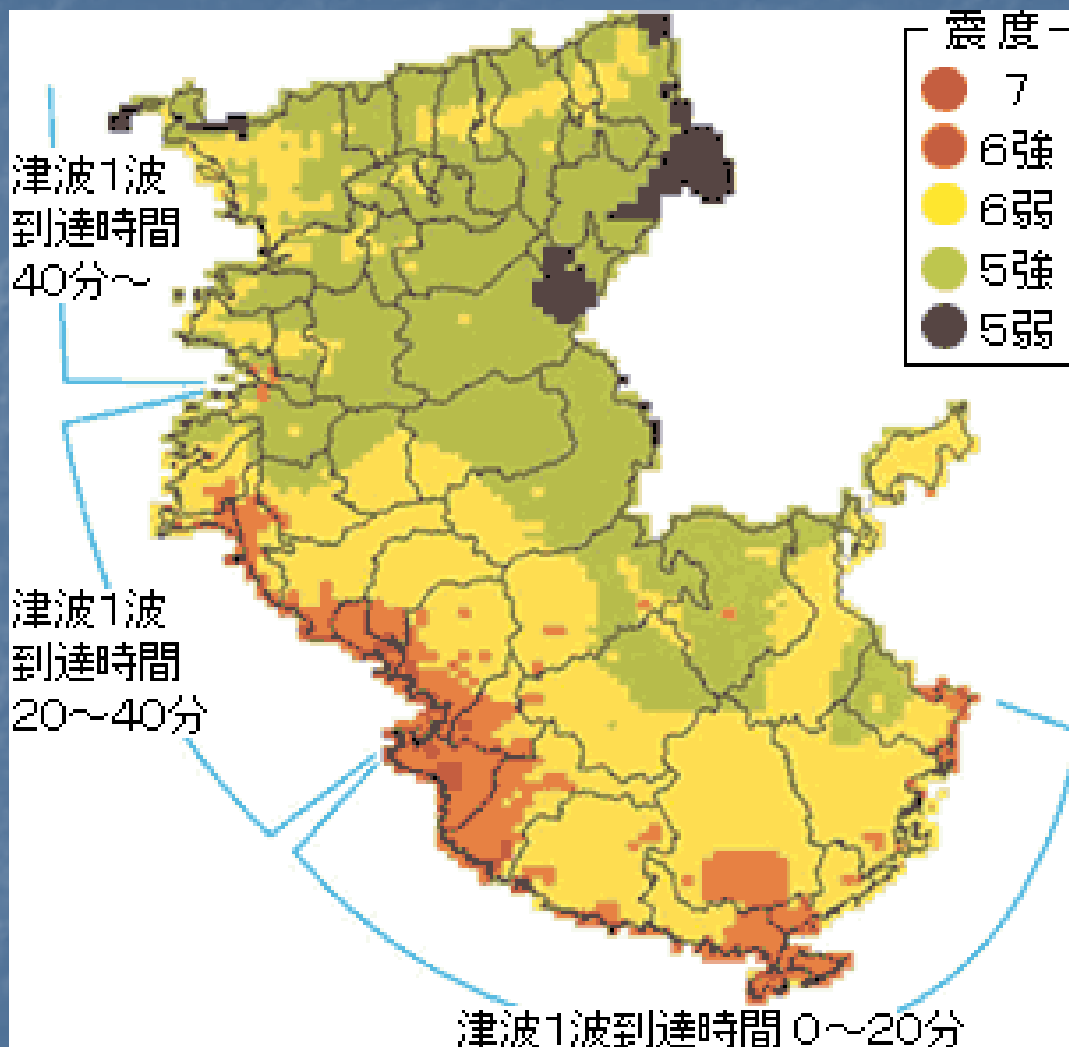 震度
7
6強
6弱
5強
5弱
津波1波
到達時間
40分～
津波1波
到達時間
20～40分
津波1波到達時間 0～20分